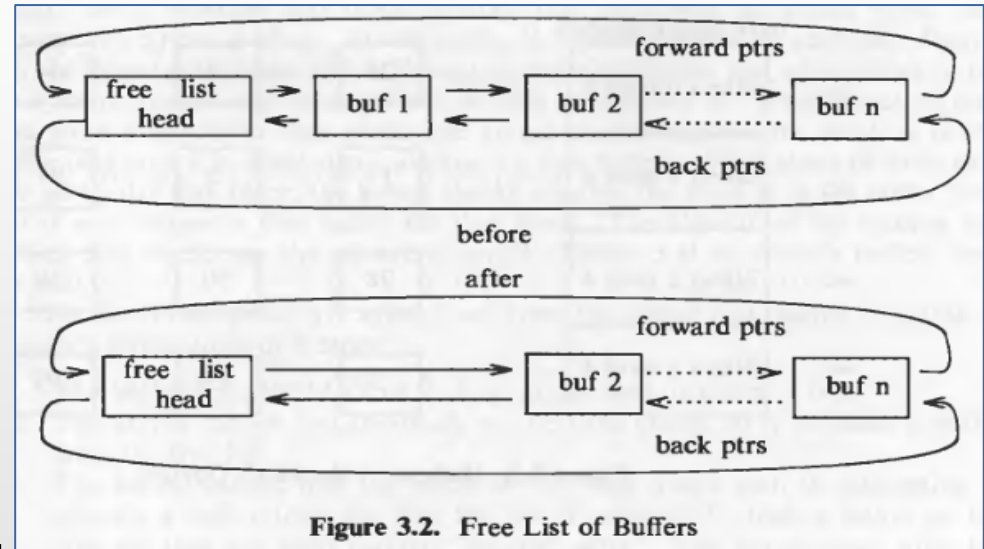 forward ptrs
free list
head
buf 1
buf 2
buf n
back ptrs
before
after
forward ptrs
free list
head
buf 2
buf n
back ptrs
Figure 3.2. Free List of Buffers